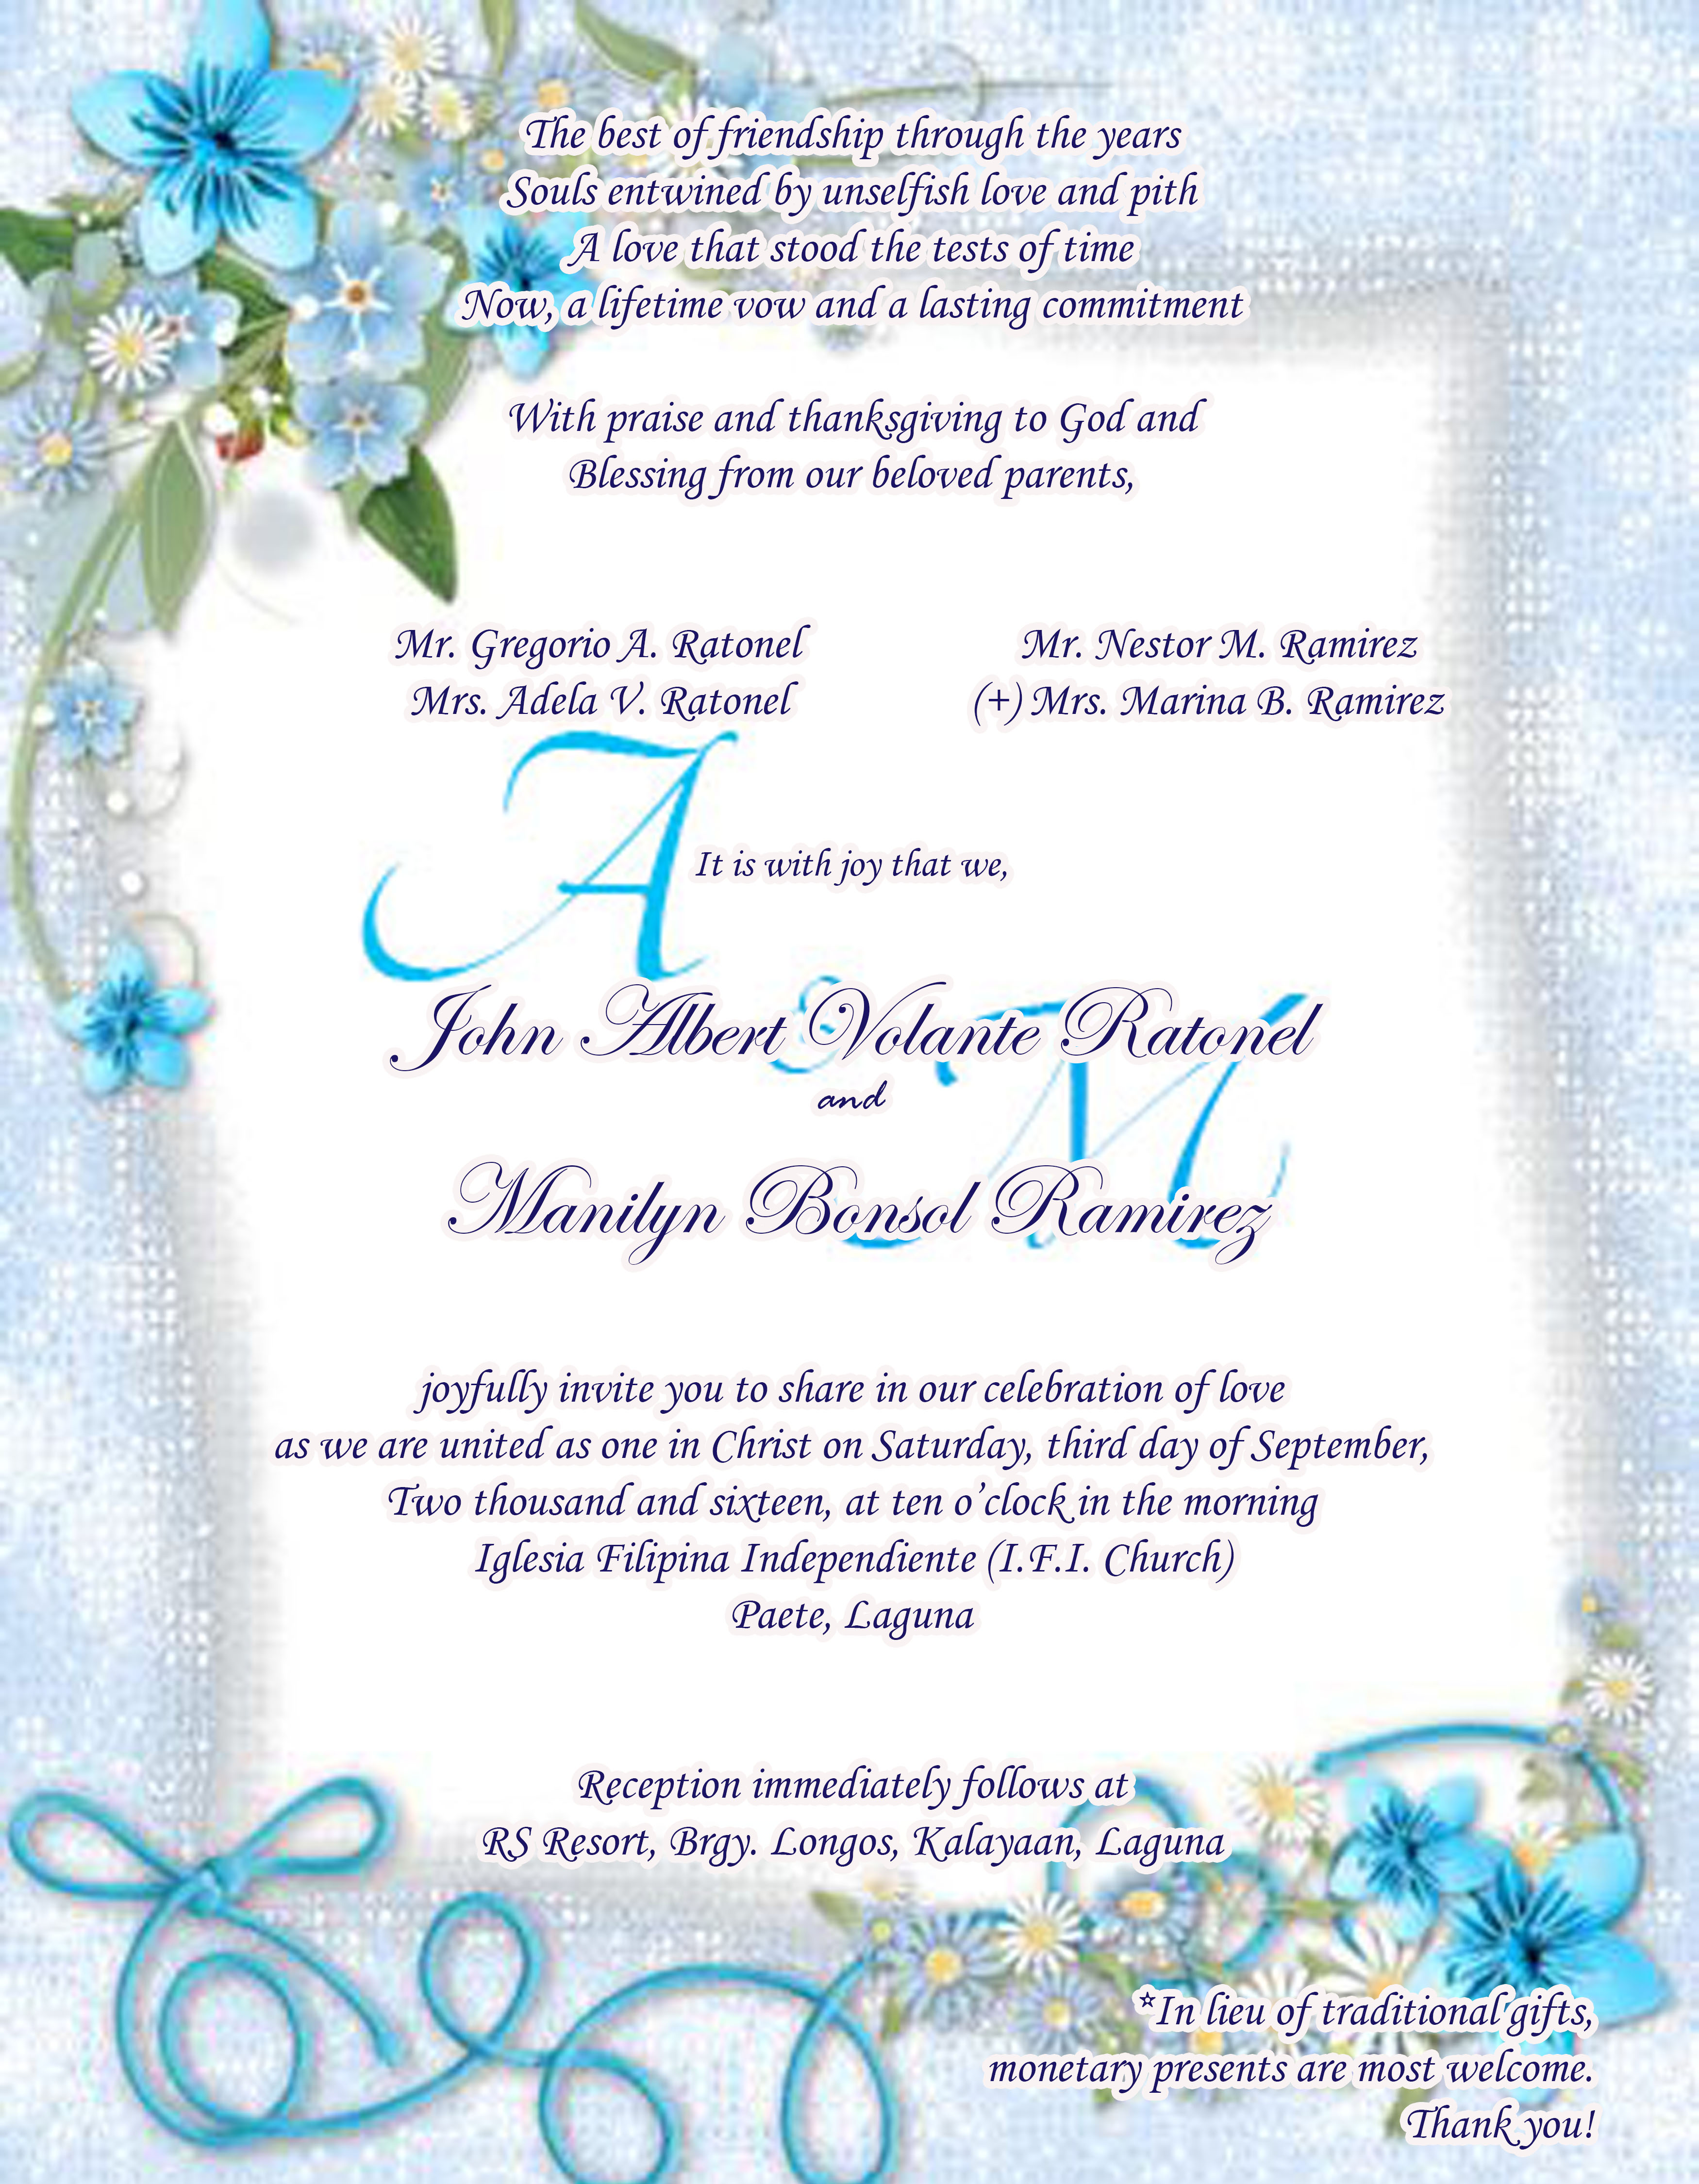 The best of friendship through the years
Souls entwined by unselfish love and pith
A love that stood the tests of time
Now, a lifetime vow and a lasting commitment
With praise and thanksgiving to God and
Blessing from our beloved parents,
Mr. Gregorio A. Ratonel
Mrs. Adela V. Ratonel
Mr. Nestor M. Ramirez
(+) Mrs. Marina B. Ramirez
A & M
It is with joy that we,
John Albert Volante Ratonel
and
Manilyn Bonsol Ramirez
joyfully invite you to share in our celebration of love
as we are united as one in Christ on Saturday, third day of September,
Two thousand and sixteen, at ten o’clock in the morning
Iglesia Filipina Independiente (I.F.I. Church)
Paete, Laguna
Reception immediately follows at
RS Resort, Brgy. Longos, Kalayaan, Laguna
*In lieu of traditional gifts,
monetary presents are most welcome.
Thank you!